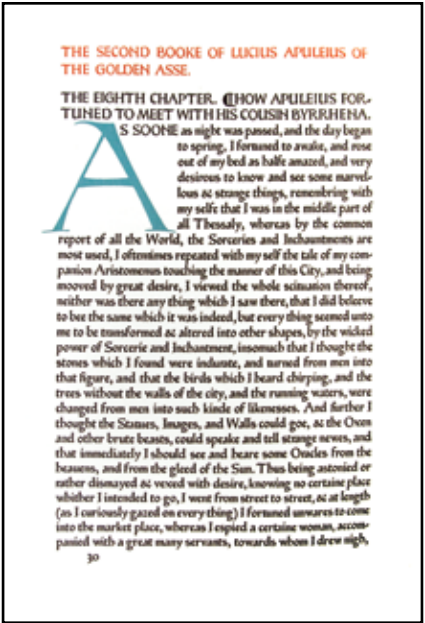 THE SECOND BOOKE OF LUCIUS APULEIUS OF
THE GOLDEN ASSE.
THE EIGHTH CHAPTER. ⸿HOW APULEIUS FOR-
TUNED TO MEET WITH HIS COUSIN BYRRHENA.
AS SOONE as night was passed, and the day began
to spring, I fortuned to awake, and rose
out of my bed as halfe amazed, and very
desirous to know and see some marvel-
lous & strange things, remembring with
my selfe that I was in the middle part of
all Thessaly, whereas by the common
report of all the World, the Sorceries and Inchauntments are
most used, I oftentimes repeated with my self the tale of my com-
panion Aristomenus touching the manner of this City, and being
mooved by great desire, I viewed the whole scituation thereof,
neither was there any thing which I saw there, that I did beleeve
to bee the same which it was indeed, but every thing seemed unto
me to be transformed & altered into other shapes, by the wicked
power of Sorcerie and Inchantment, insomuch that I thought the
stones which I found were indurate, and turned from men into
that figure, and that the birds which I heard chirping, and the
trees without the walls of the city, and the running waters, were
changed from men into such kinde of likenesses. And further I
thought the Statues, Images, and Walls could goe, & the Oxen
and other brute beasts, could speake and tell strange newes, and
that immediately I should see and heare some Oracles from the
heavens, and from the gleed of the Sun. Thus being astonied or
rather dismayed & vexed with desire, knowing no certaine place
whither I intended to go, I went from street to street, & at length
(as I curiously gazed on every thing) I fortuned unwares to come
into the market place, whereas I espied a certaine woman, accom-
panied with a great many servants, towards whom I drew nigh,
30